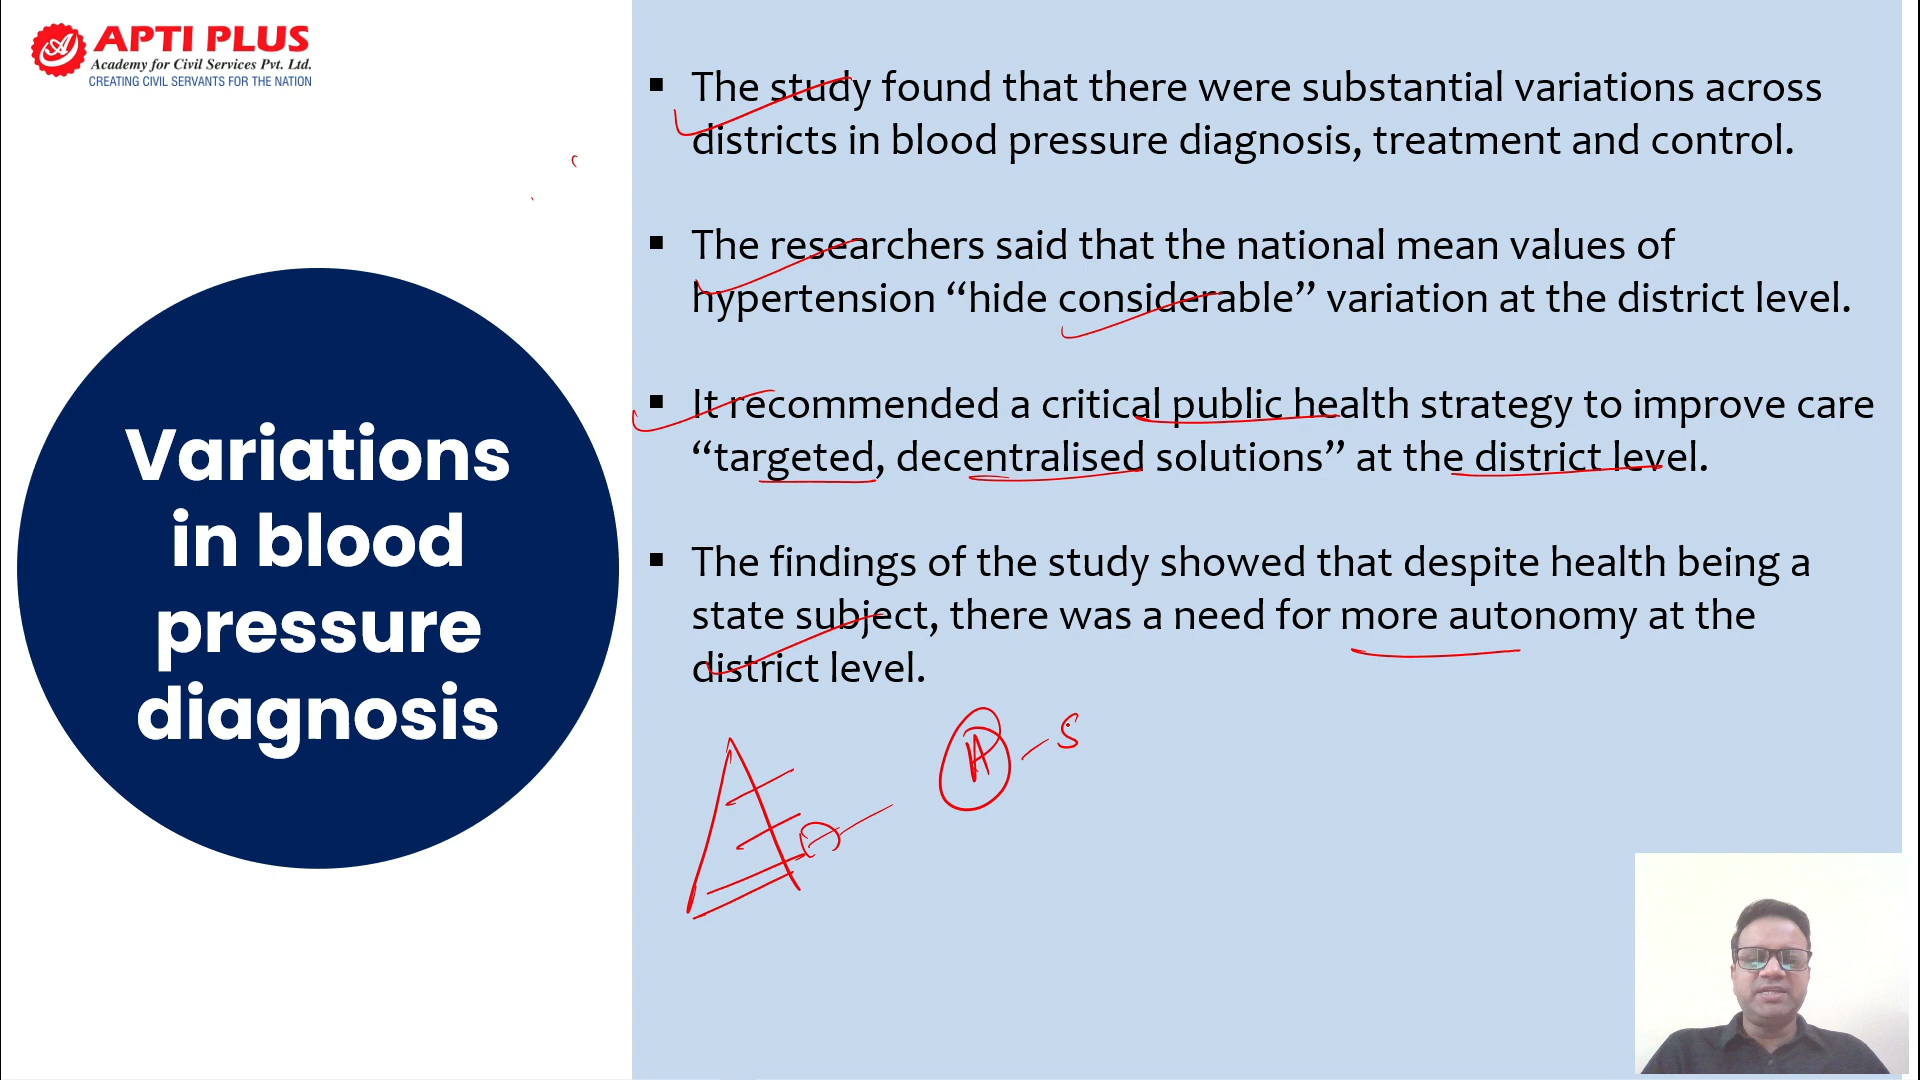 APTI PLUS
Academy for Civil Services Pvt. Ltd.
CREATING CIVIL SERVANTS FOR THE NATION
Variations
in blood
pressure
diagnosis
▪ The study found that there were substantial variations across
districts in blood pressure diagnosis, treatment and control.
▪ The researchers said that the national mean values of
hypertension “hide considerable” variation at the district level.
▪ It recommended a critical public health strategy to improve care
“targeted, decentralised solutions” at the district level.
▪ The findings of the study showed that despite health being a
state subject, there was a need for more autonomy at the
district level.